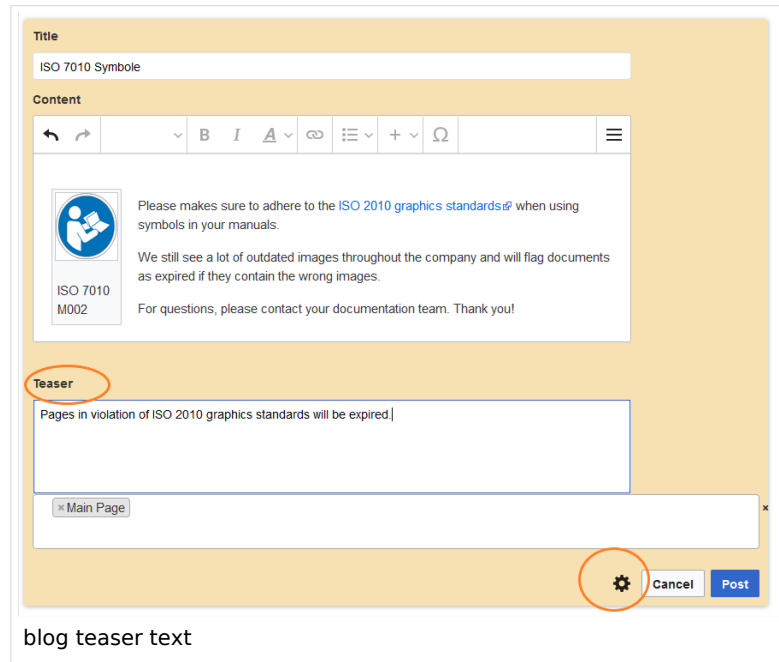 Title
ISO 7010 Symbole
Content
B I A Ω
Please makes sure to adhere to the ISO 2010 graphics standards when using
symbols in your manuals.
We still see a lot of outdated images throughout the company and will flag documents
as expired if they contain the wrong images.
For questions, please contact your documentation team. Thank you!
ISO 7010
M002
Teaser
Pages in violation of ISO 2010 graphics standards will be expired.
× Main Page
×
Cancel Post
blog teaser text